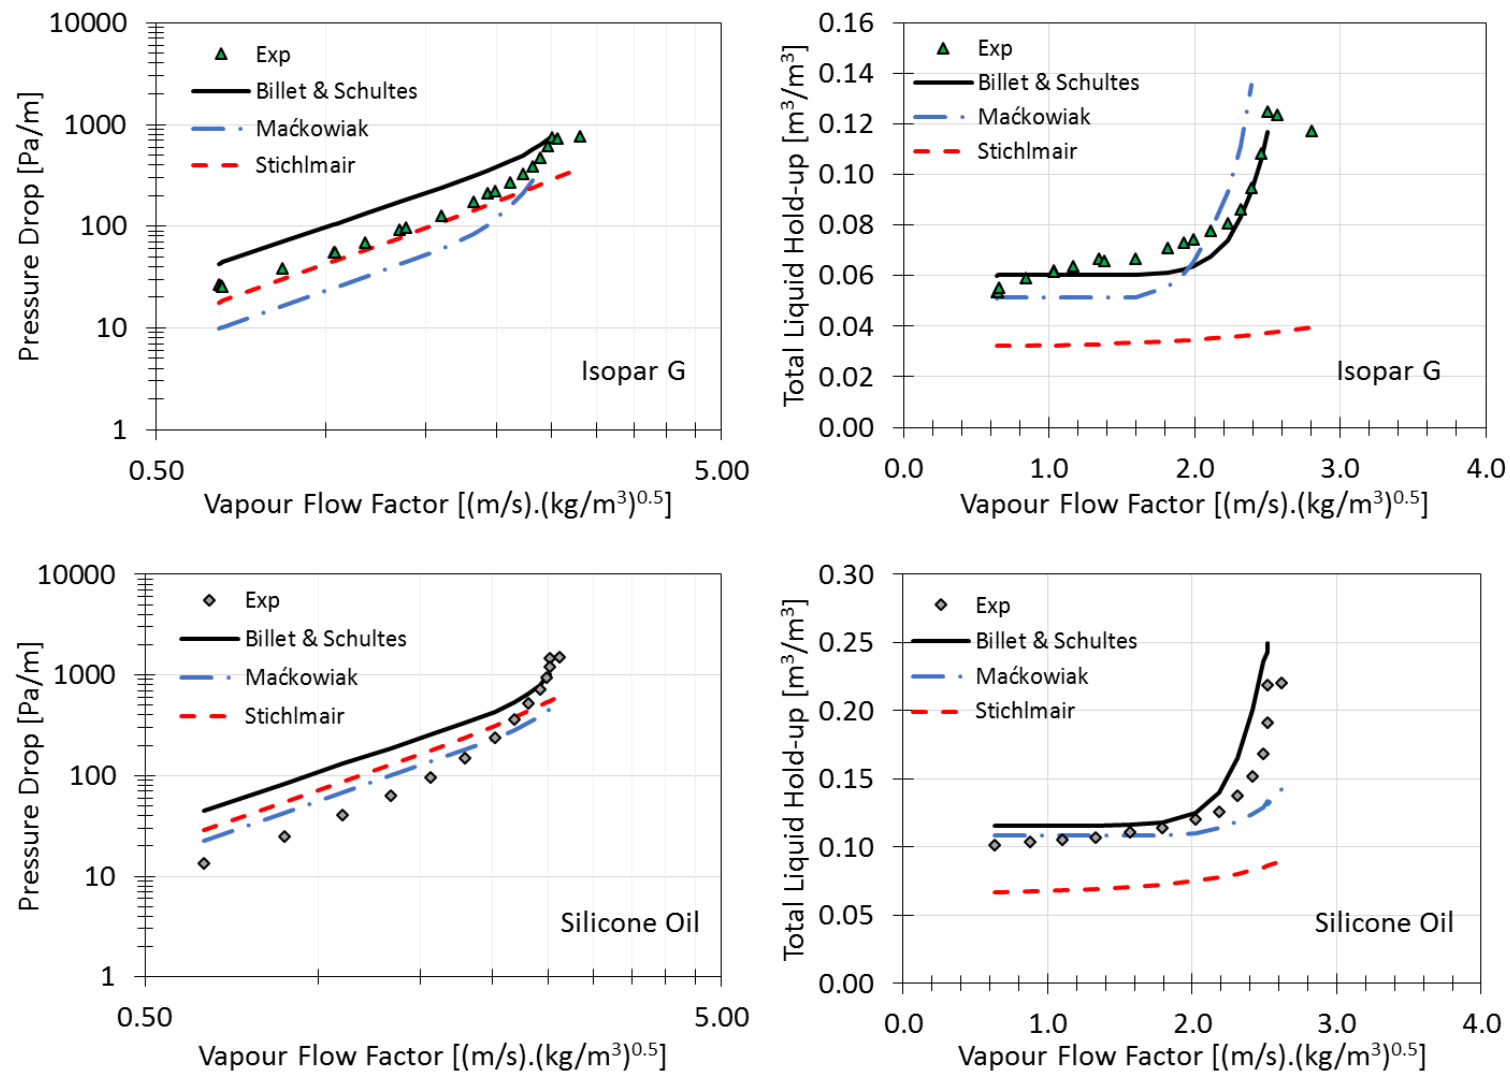 10000
1000
100
10
1
Pressure Drop [Pa/m]
Exp
Billet & Schultes
Maćkowiak
Stichlmair
Isopar G
0.50
5.00
Vapour Flow Factor [(m/s).(kg/m³)⁰·⁵]
0.16
0.14
0.12
0.10
0.08
0.06
0.04
0.02
0.00
Total Liquid Hold-up [m³/m³]
Exp
Billet & Schultes
Maćkowiak
Stichlmair
Isopar G
0.0
1.0
2.0
3.0
4.0
Vapour Flow Factor [(m/s).(kg/m³)⁰·⁵]
10000
1000
100
10
1
Pressure Drop [Pa/m]
Exp
Billet & Schultes
Maćkowiak
Stichlmair
Silicone Oil
0.50
5.00
Vapour Flow Factor [(m/s).(kg/m³)⁰·⁵]
0.30
0.25
0.20
0.15
0.10
0.05
0.00
Total Liquid Hold-up [m³/m³]
Exp
Billet & Schultes
Maćkowiak
Stichlmair
Silicone Oil
0.0
1.0
2.0
3.0
4.0
Vapour Flow Factor [(m/s).(kg/m³)⁰·⁵]